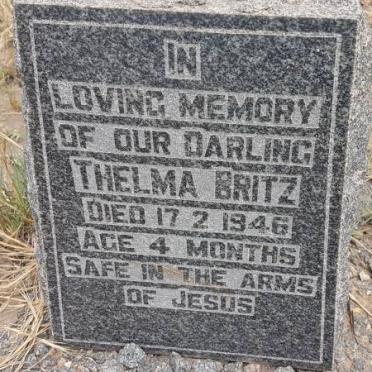 IN
LOVING MEMORY
OF OUR DARLING
THELMA BRITZ
DIED 17 2 1946
AGE 4 MONTHS
SAFE IN THE ARMS
OF JESUS